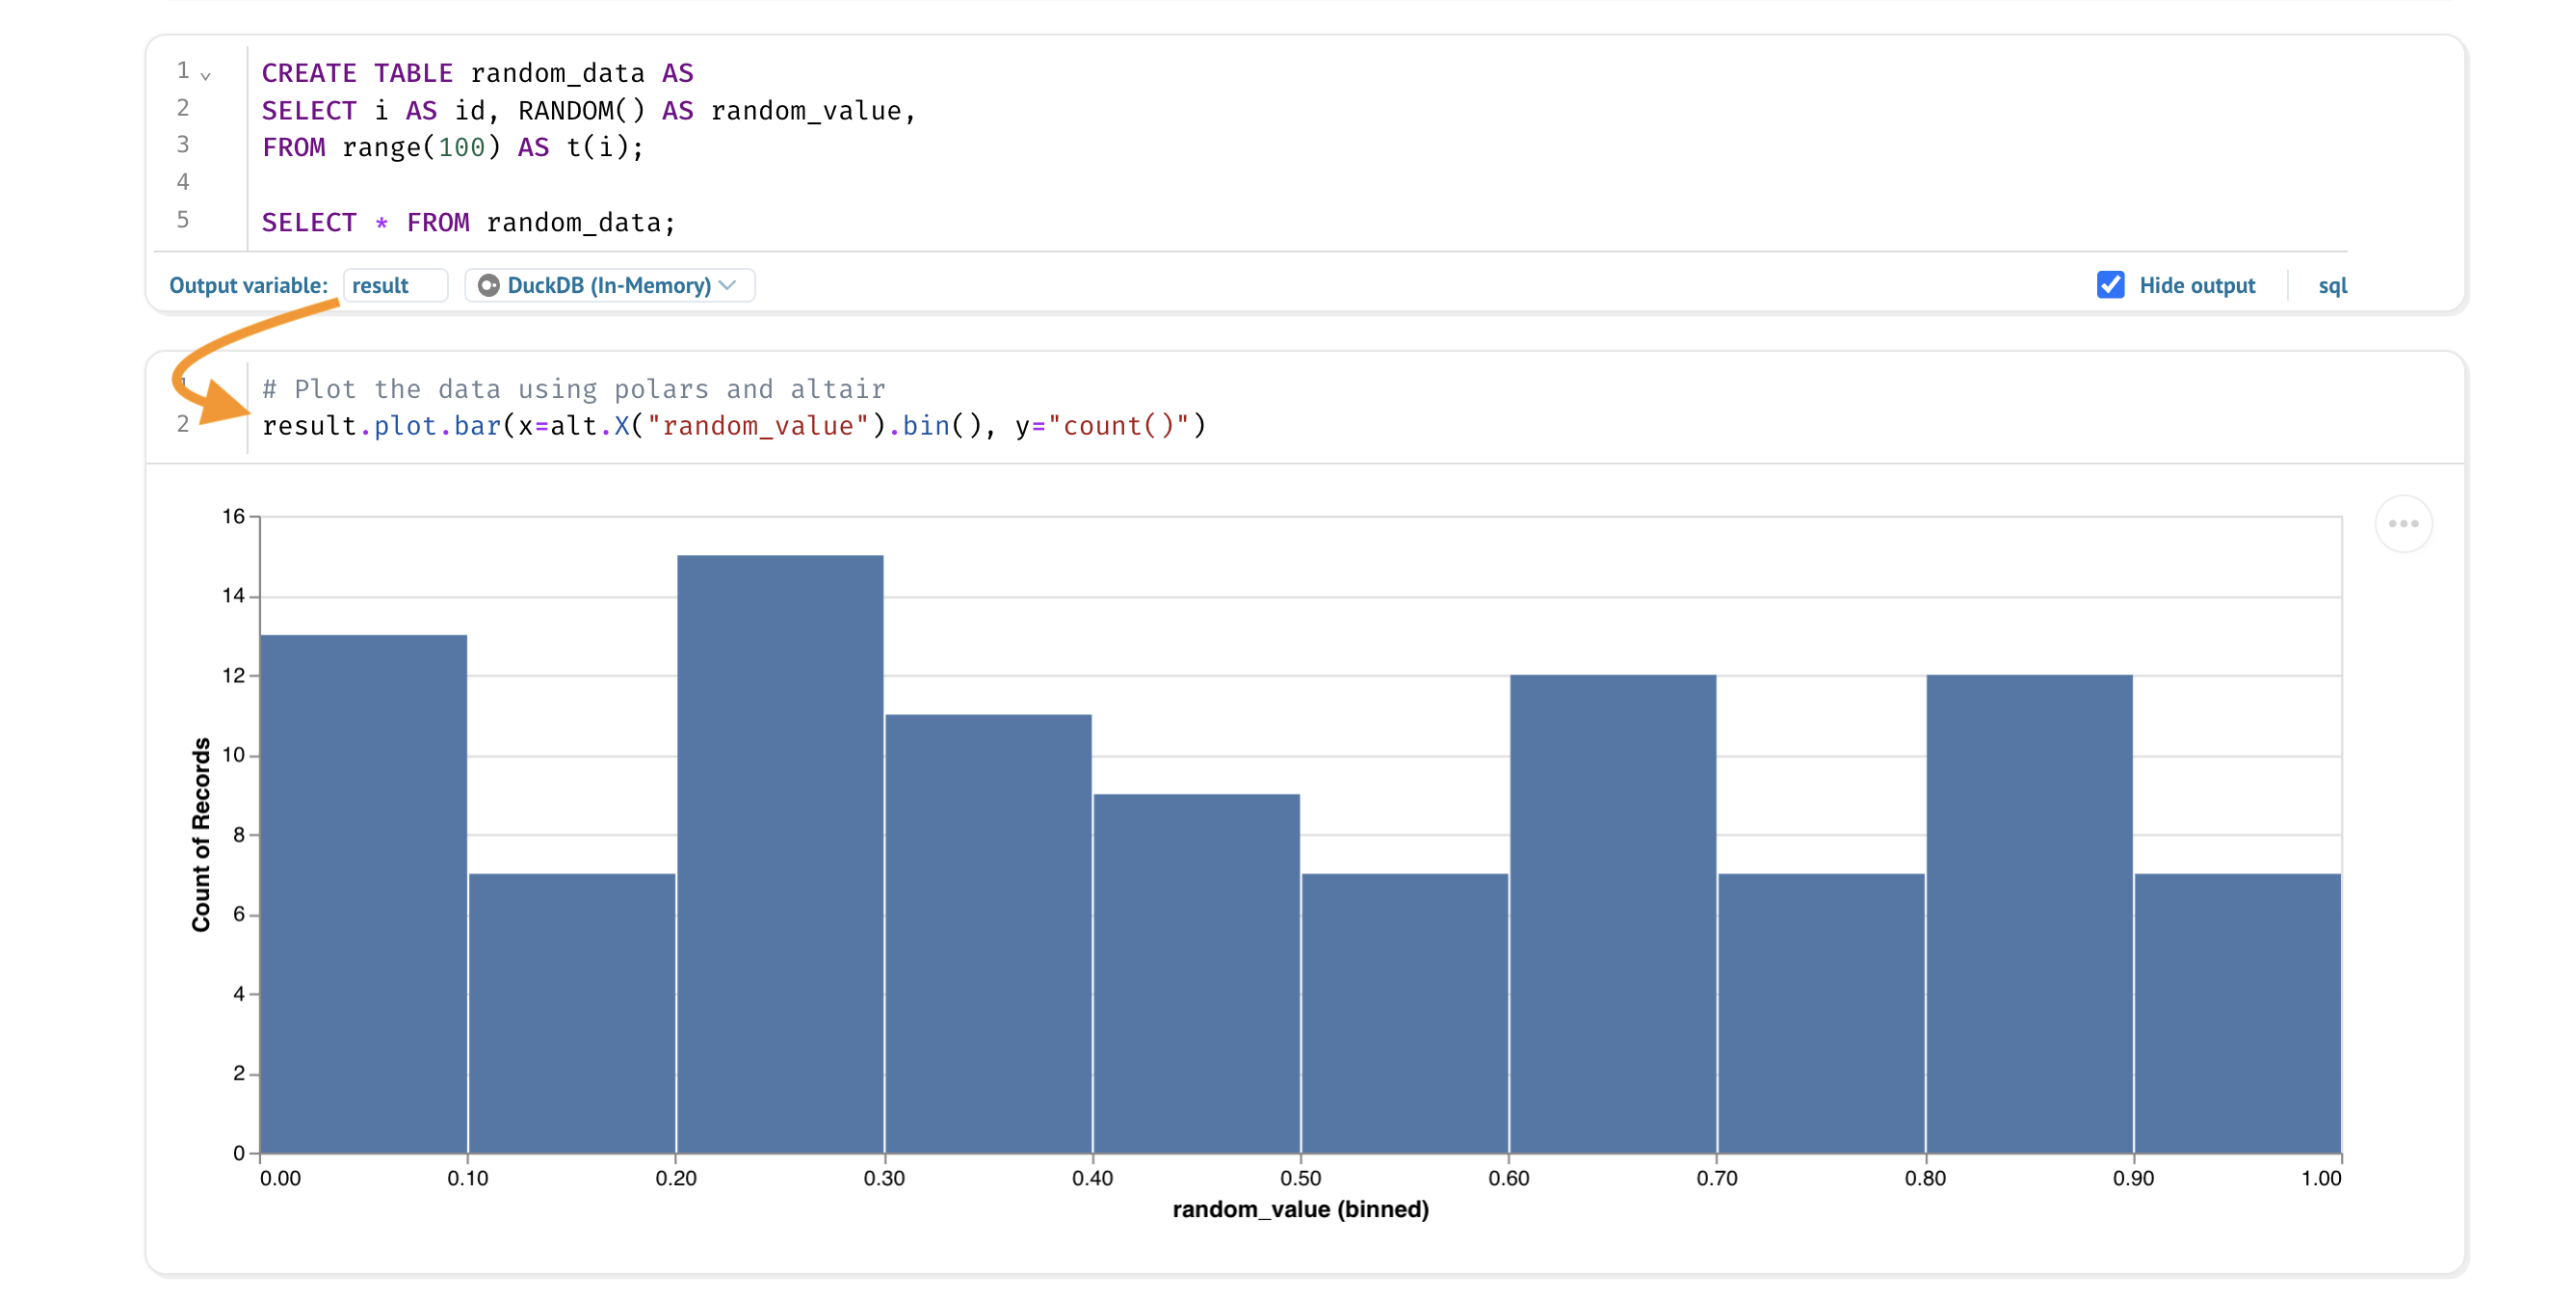 1
CREATE TABLE random_data AS
2
SELECT i AS id, RANDOM() AS random_value,
3
FROM range(100) AS t(i);
4
5
SELECT * FROM random_data;
Output variable: result DuckDB (In-Memory) Hide output sql
1
# Plot the data using polars and altair
2
result.plot.bar(x=alt.X("random_value").bin(), y="count()")
16
14
12
10
8
6
4
2
0
Count of Records
0.00 0.10 0.20 0.30 0.40 0.50 0.60 0.70 0.80 0.90 1.00
random_value (binned)